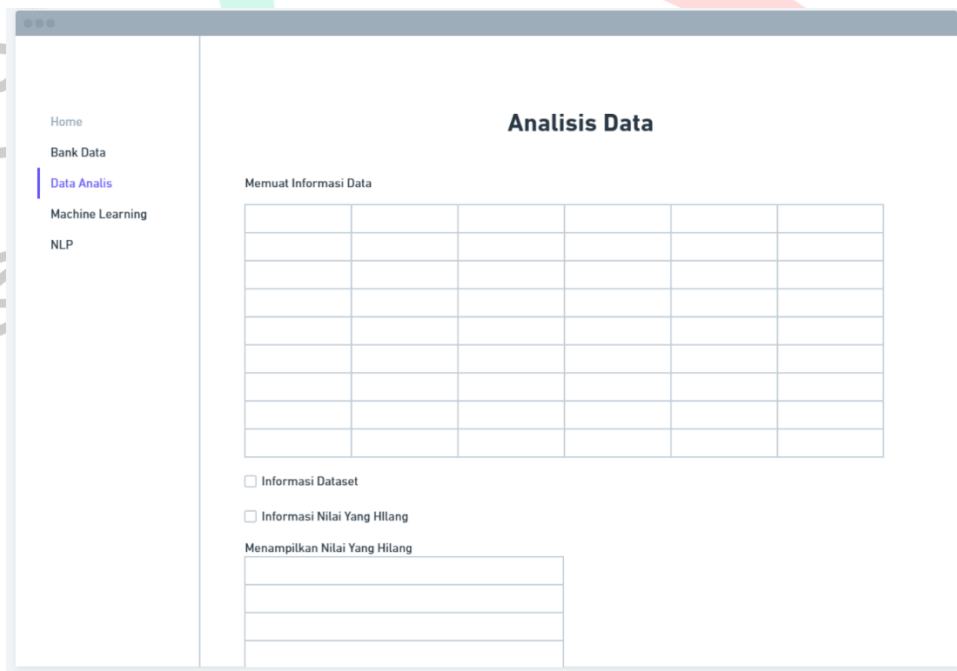 Home
Bank Data
Data Analis
Machine Learning
NLP
Analisis Data
Memuat Informasi Data
Informasi Dataset
Informasi Nilai Yang HIlang
Menampilkan Nilai Yang Hilang